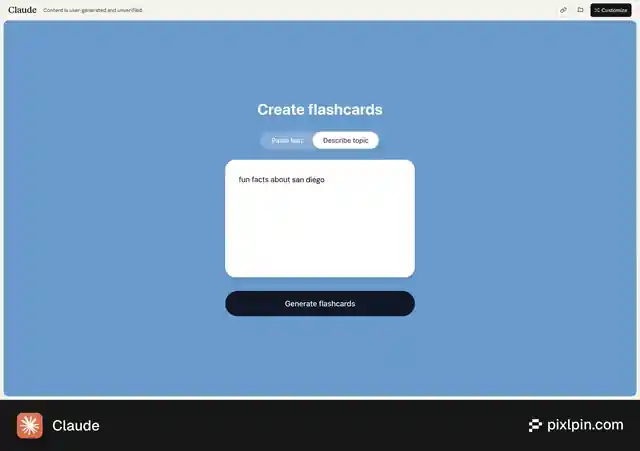 Claude
Content is user-generated and unverified.
Customize
Create flashcards
Paste text
Describe topic
fun facts about san diego
Generate flashcards
Claude
pixlpin.com